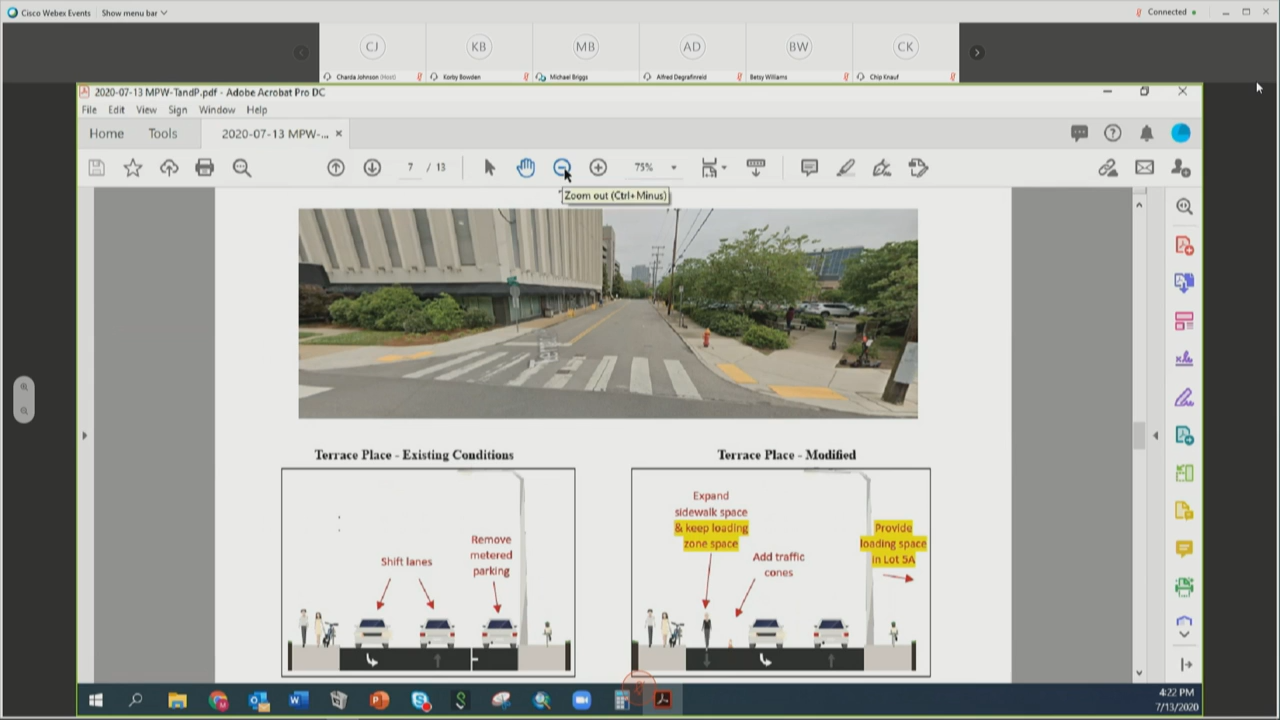 Cisco Webex Events Show menu bar
Connected
CJ KB MB AD BW CK
Charda Johnson (Host) Korby Bowden Michael Briggs Alfred Degrafinreid Betsy Williams Chip Knauf
2020-07-13 MPW-TandP.pdf - Adobe Acrobat Pro DC
File Edit View Sign Window Help
Home Tools 2020-07-13 MPW-...
7 / 13 75%
Zoom out (Ctrl+Minus)
Terrace Place - Existing Conditions
Shift lanes
Remove
metered
parking
Terrace Place - Modified
Expand
sidewalk space
& keep loading
zone space
Add traffic
cones
Provide
loading space
in Lot 5A
4:22 PM
7/13/2020